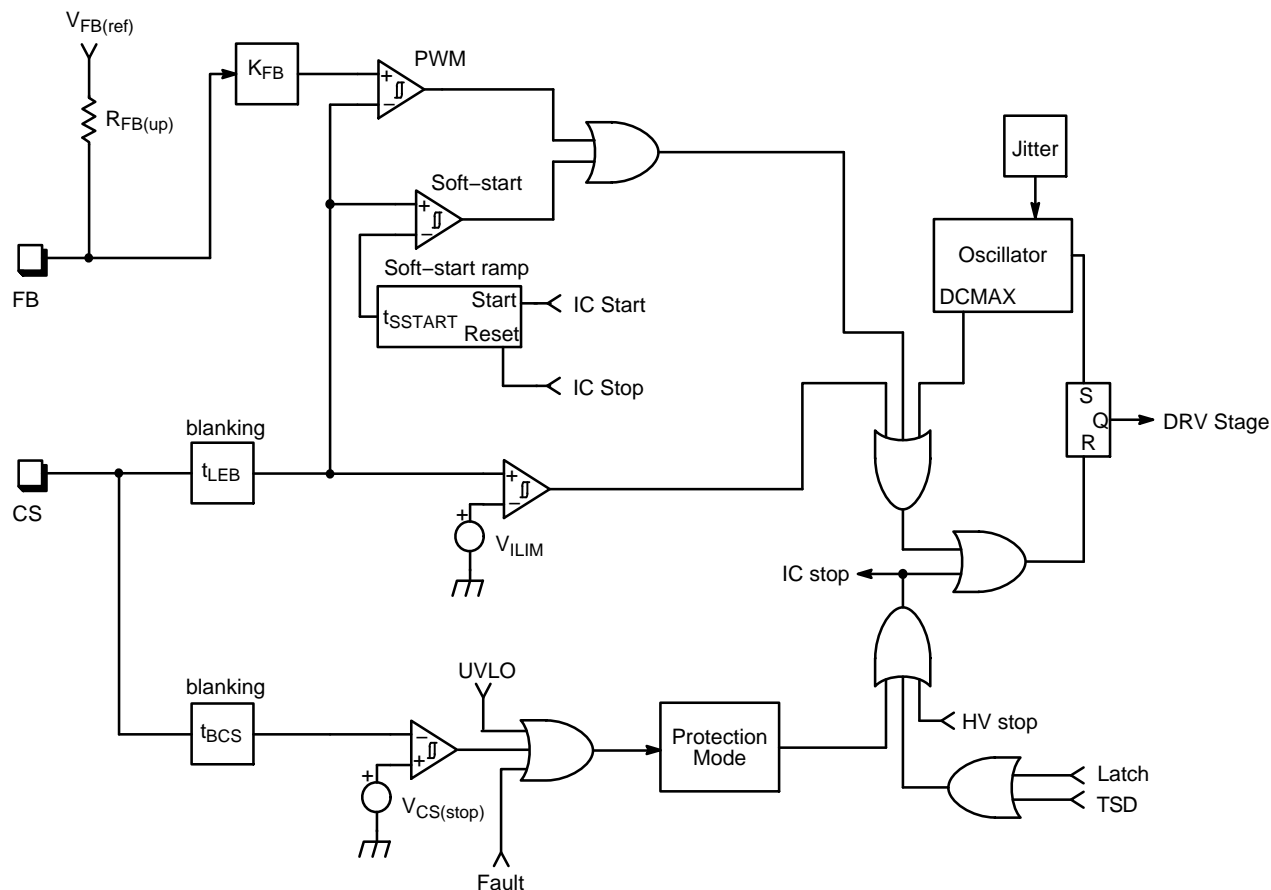 VFB(ref)
KFB
PWM
+
−
RFB(up)
Jitter
Soft−start
+
−
Oscillator
DCMAX
FB
Soft−start ramp
Start
tSSTART
Reset
IC Start
IC Stop
S
Q
R
DRV Stage
blanking
tLEB
+
−
CS
+
VILIM
IC stop
UVLO
blanking
tBCS
−
+
+
VCS(stop)
Protection
Mode
HV stop
Latch
TSD
Fault